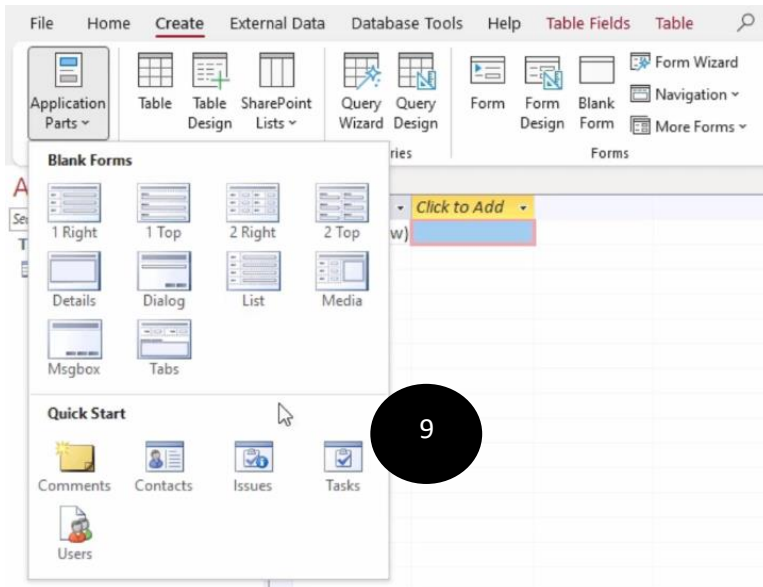 File Home Create External Data Database Tools Help Table Fields Table
Application Parts
Table
Table Design
SharePoint Lists
Query Wizard
Query Design
Form
Form Design
Blank Form
Form Wizard
Navigation
More Forms
ries
Forms
Blank Forms
1 Right 1 Top 2 Right 2 Top
Details Dialog List Media
Msgbox Tabs
Quick Start
Comments Contacts Issues Tasks
Users
A
Se
T
Click to Add
w)
9